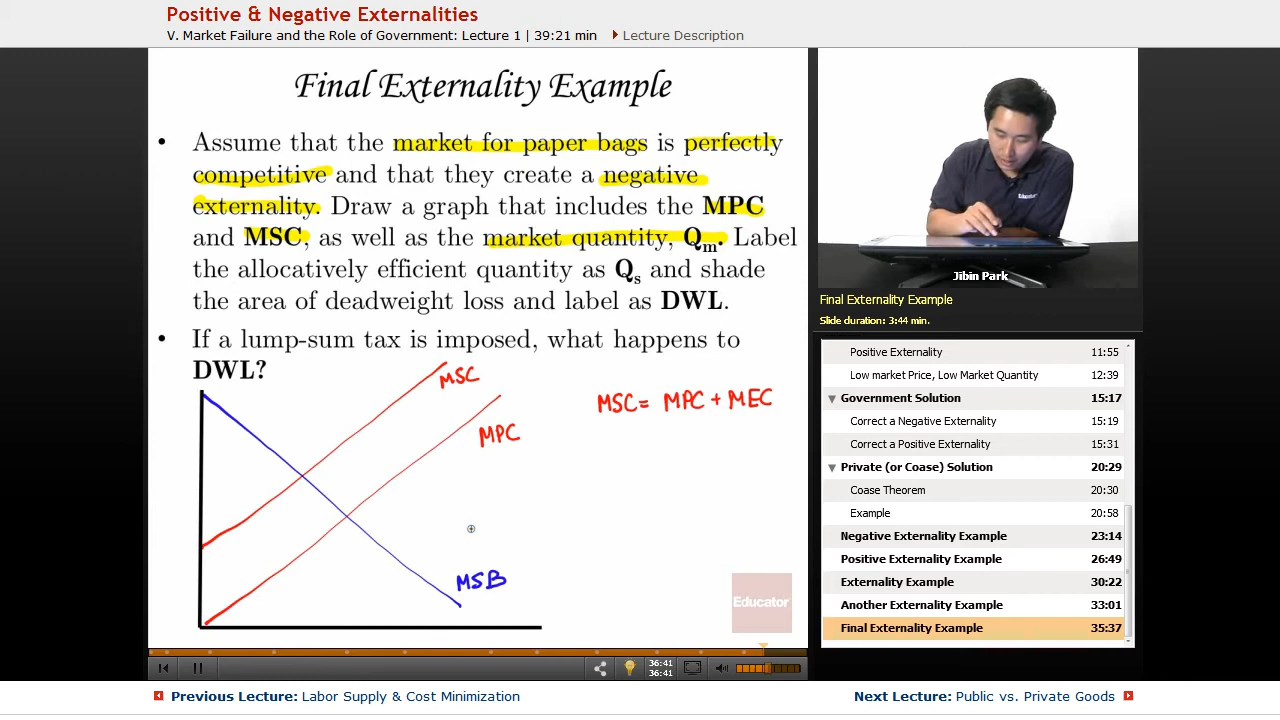 Positive & Negative Externalities
V. Market Failure and the Role of Government: Lecture 1 | 39:21 min
Lecture Description
Final Externality Example
• Assume that the market for paper bags is perfectly
competitive and that they create a negative
externality. Draw a graph that includes the MPC
and MSC, as well as the market quantity, Qm. Label
the allocatively efficient quantity as Qs and shade
the area of deadweight loss and label as DWL.
• If a lump-sum tax is imposed, what happens to
DWL?
MSC
MSC = MPC + MEC
MPC
MSB
Educator
Educator
Jibin Park
Final Externality Example
Slide duration: 3:44 min.
Positive Externality 11:55
Low market Price, Low Market Quantity 12:39
Government Solution 15:17
Correct a Negative Externality 15:19
Correct a Positive Externality 15:31
Private (or Coase) Solution 20:29
Coase Theorem 20:30
Example 20:58
Negative Externality Example 23:14
Positive Externality Example 26:49
Externality Example 30:22
Another Externality Example 33:01
Final Externality Example 35:37
36:41
36:41
Previous Lecture: Labor Supply & Cost Minimization
Next Lecture: Public vs. Private Goods